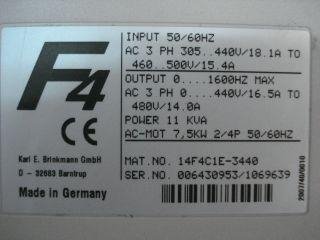 F4
CE
Karl E. Brinkmann GmbH
D - 32683 Barntrup
Made in Germany
INPUT 50/60HZ
AC 3 PH 305..440V/18.1A TO
460..500V/15.4A
OUTPUT 0....1600HZ MAX
AC 3 PH 0....440V/16.5A TO
480V/14.0A
POWER 11 KVA
AC-MOT 7,5KW 2/4P 50/60HZ
MAT.NO. 14F4C1E-3440
SER.NO. 006430953/1069639
2007/40/0010